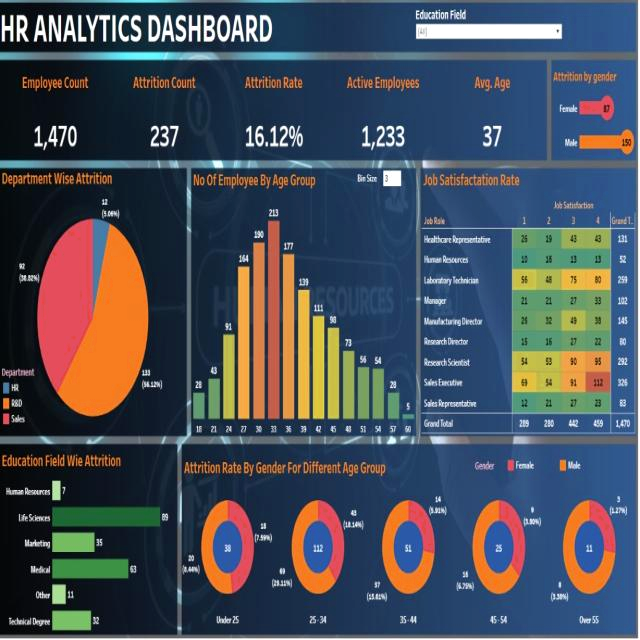 HR ANALYTICS DASHBOARD
Education Field
(All)
Employee Count
Attrition Count
Attrition Rate
Active Employees
Avg. Age
1,470
237
16.12%
1,233
37
Attrition by gender
Female 87
Male 150
Department Wise Attrition
12
(5.06%)
92
(38.82%)
133
(56.12%)
Department
HR
R&D
Sales
No Of Employee By Age Group
Bin Size 3
28 43 91 164 190 213 177 139 111 98 73 56 54 28 5
18 21 24 27 30 33 36 39 42 45 48 51 54 57 60
Job Satisfactation Rate
Job Satisfaction
Job Role 1 2 3 4 Grand T..
Healthcare Representative 26 19 43 43 131
Human Resources 10 16 13 13 52
Laboratory Technician 56 48 75 80 259
Manager 21 21 27 33 102
Manufacturing Director 26 32 49 38 145
Research Director 15 16 27 22 80
Research Scientist 54 53 90 95 292
Sales Executive 69 54 91 112 326
Sales Representative 12 21 27 23 83
Grand Total 289 280 442 459 1,470
Education Field Wie Attrition
Human Resources 7
Life Sciences 89
Marketing 35
Medical 63
Other 11
Technical Degree 32
Attrition Rate By Gender For Different Age Group
Gender Female Male
20
(8.44%)
38
18
(7.59%)
Under 25
69
(29.11%)
112
43
(18.14%)
25 - 34
37
(15.61%)
51
14
(5.91%)
35 - 44
16
(6.75%)
25
9
(3.80%)
45 - 54
8
(3.38%)
11
3
(1.27%)
Over 55